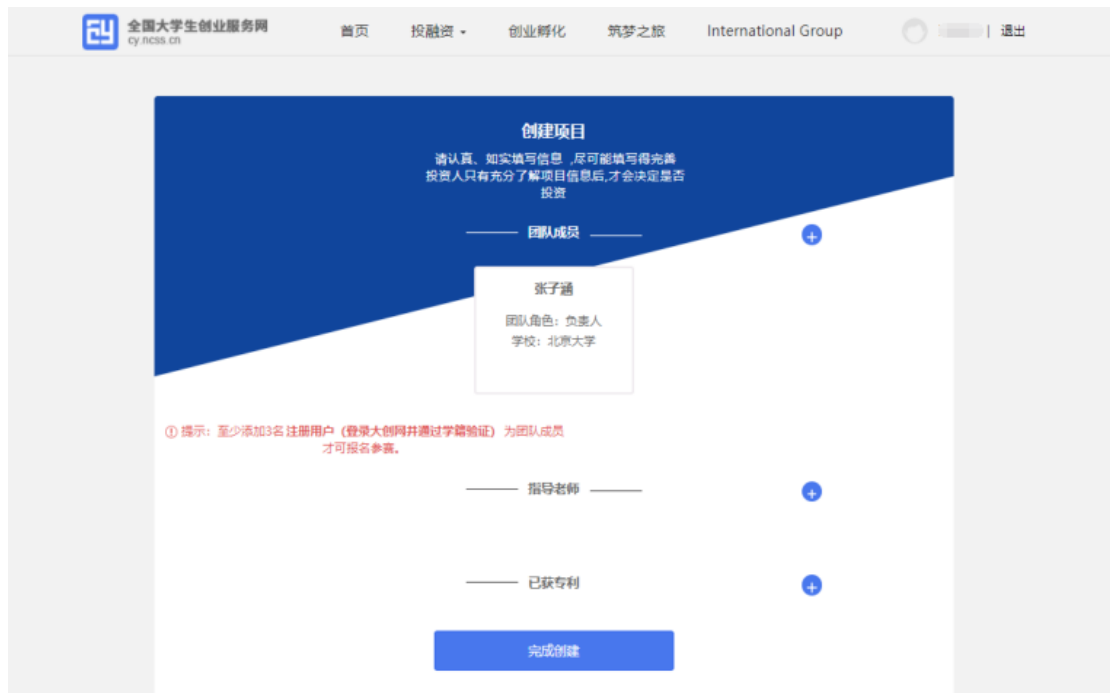 全国大学生创业服务网
cy.ncss.cn
首页 投融资 创业孵化 筑梦之旅 International Group | 退出
创建项目
请认真、如实填写信息 ,尽可能填写得完善
投资人只有充分了解项目信息后,才会决定是否
投资
团队成员
张子涵
团队角色：负责人
学校：北京大学
提示：至少添加3名 注册用户（登录大创网并通过学籍验证） 为团队成员
才可报名参赛。
指导老师
已获专利
完成创建